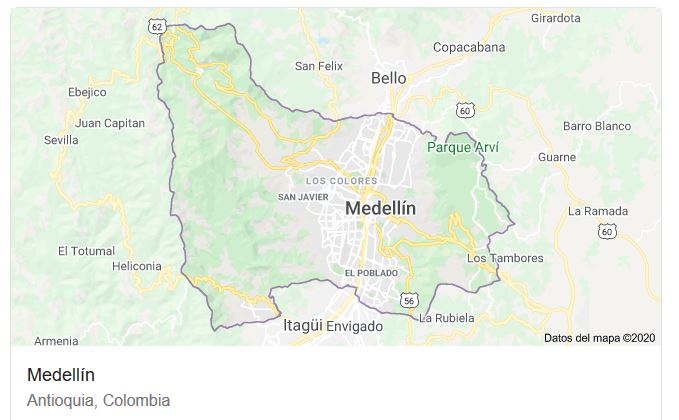 Girardota
62
Copacabana
San Felix
Bello
Ebejico
60
Juan Capitan
Barro Blanco
Sevilla
Parque Arví
Guarne
LOS COLORES
SAN JAVIER
Medellín
La Ramada
60
El Totumal
Los Tambores
Heliconia
EL POBLADO
56
La Rubiela
Itagüi
Envigado
Armenia
Datos del mapa ©2020
Medellín
Antioquia, Colombia